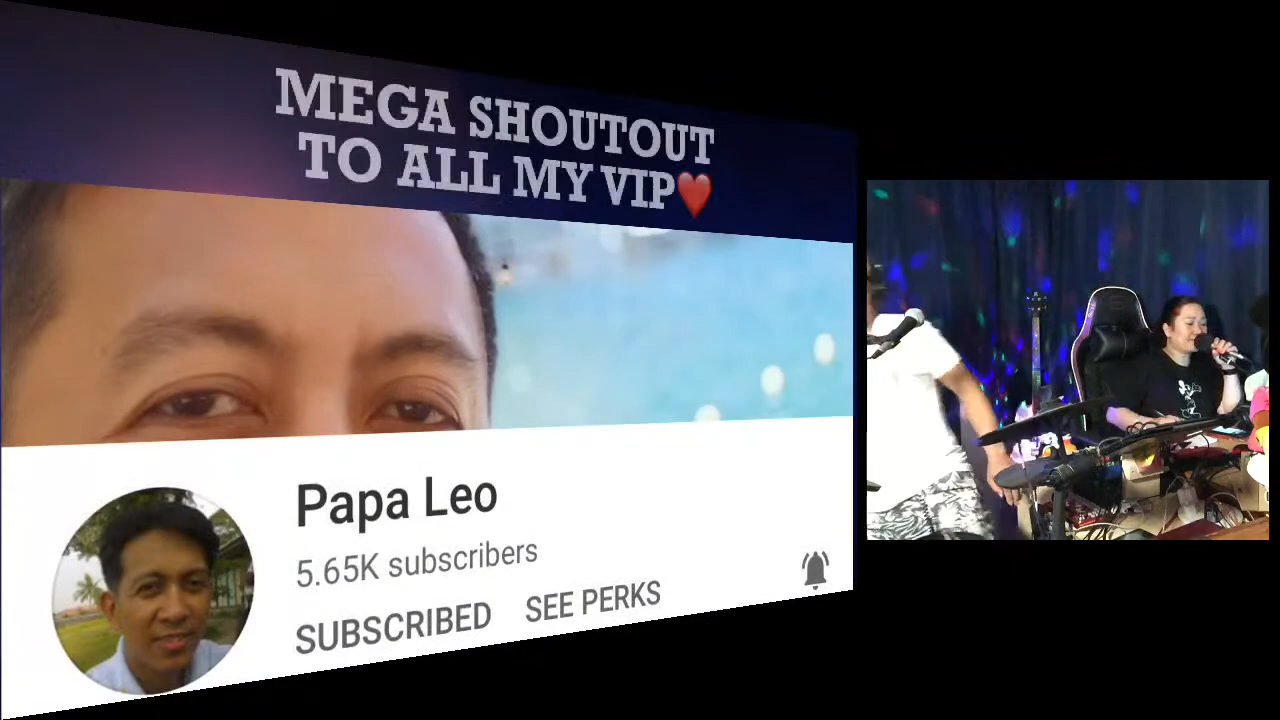 MEGA SHOUTOUT
TO ALL MY VIP❤️
Papa Leo
5.65K subscribers
SUBSCRIBED SEE PERKS